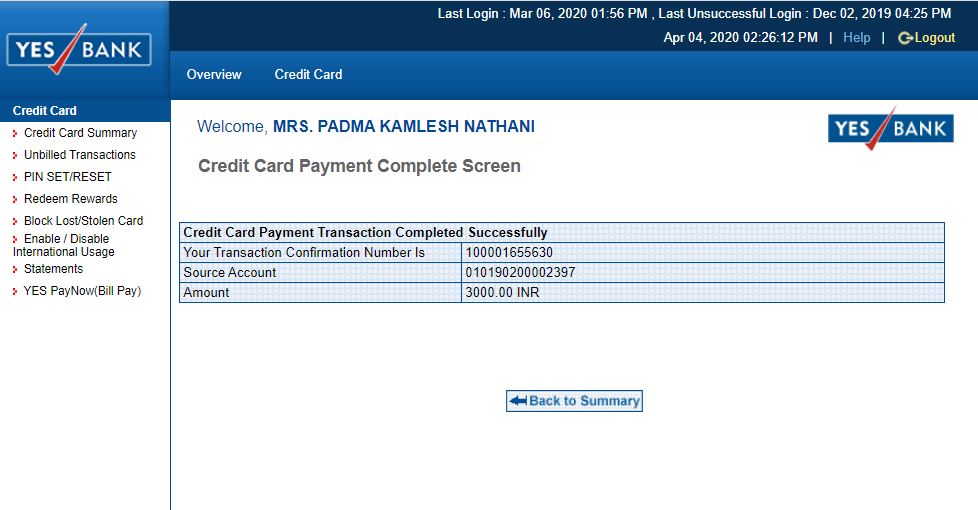 Last Login : Mar 06, 2020 01:56 PM , Last Unsuccessful Login : Dec 02, 2019 04:25 PM
Apr 04, 2020 02:26:12 PM | Help | Logout
YES BANK
Overview Credit Card
Credit Card
Credit Card Summary
Unbilled Transactions
PIN SET/RESET
Redeem Rewards
Block Lost/Stolen Card
Enable / Disable
International Usage
Statements
YES PayNow(Bill Pay)
Welcome, MRS. PADMA KAMLESH NATHANI
YES BANK
Credit Card Payment Complete Screen
Credit Card Payment Transaction Completed Successfully
Your Transaction Confirmation Number Is 100001655630
Source Account 010190200002397
Amount 3000.00 INR
Back to Summary